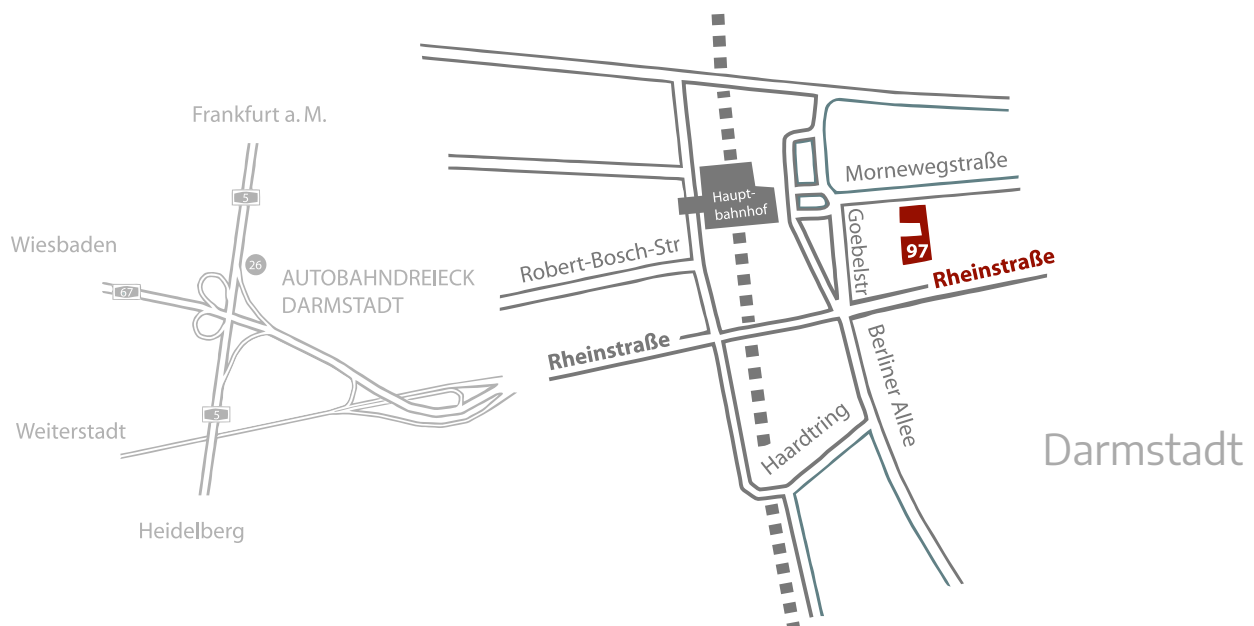 Frankfurt a. M.
5
Wiesbaden
67
26
AUTOBAHNDREIECK
DARMSTADT
5
Weiterstadt
Heidelberg
Mornewegstraße
Haupt-
bahnhof
Goebelstr
97
Robert-Bosch-Str
Rheinstraße
Rheinstraße
Berliner Allee
Haardtring
Darmstadt